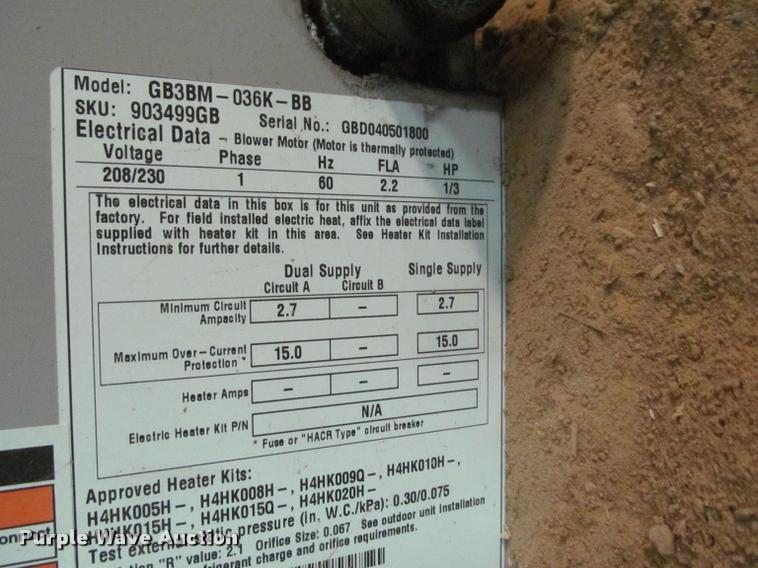 Model: GB3BM-036K-BB
SKU: 903499GB Serial No.: GBD040501800
Electrical Data - Blower Motor (Motor is thermally protected)
Voltage Phase Hz FLA HP
208/230 1 60 2.2 1/3
The electrical data in this box is for this unit as provided from the
factory. For field installed electric heat, affix the electrical data label
supplied with heater kit in this area. See Heater Kit Installation
Instructions for further details.
Dual Supply Single Supply
Circuit A Circuit B
Minimum Circuit
Ampacity 2.7 - 2.7
Maximum Over-Current
Protection * 15.0 - 15.0
Heater Amps - - -
Electric Heater Kit P/N N/A
* Fuse or "HACR Type" circuit breaker
Approved Heater Kits:
H4HK005H-, H4HK008H-, H4HK009Q-, H4HK010H-,
H4HK015H-, H4HK015Q-, H4HK020H-
Test external static pressure (in. W.C./kPa): 0.30/0.075
"R" value: 2.1 Orifice Size: 0.067 See outdoor unit Installation
refrigerant charge and orifice requirements.
Purple Wave Auction